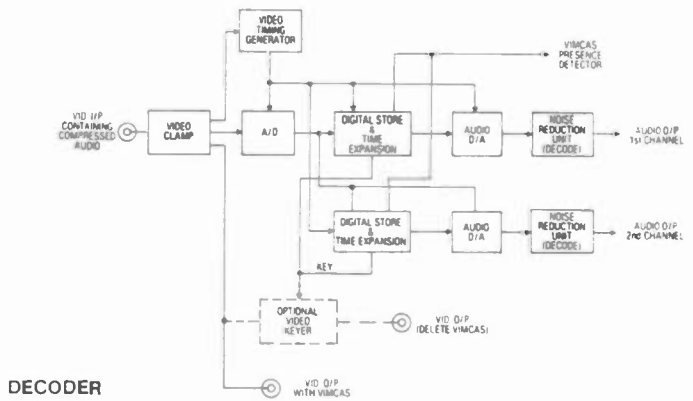 VIDEO
TIMING
GENERATOR
VIMCAS
PRESENCE
DETECTOR
VID I/P
CONTAINING
COMPRESSED
AUDIO
VIDEO
CLAMP
A/D
DIGITAL STORE
&
TIME
EXPANSION
AUDIO
D/A
NOISE
REDUCTION
UNIT
(DECODE)
AUDIO O/P
1st CHANNEL
DIGITAL STORE
&
TIME EXPANSION
AUDIO
D/A
NOISE
REDUCTION
UNIT
(DECODE)
AUDIO O/P
2nd CHANNEL
KEY
OPTIONAL
VIDEO
KEYER
VID O/P
(DELETE VIMCAS)
DECODER
VID O/P
WITH VIMCAS